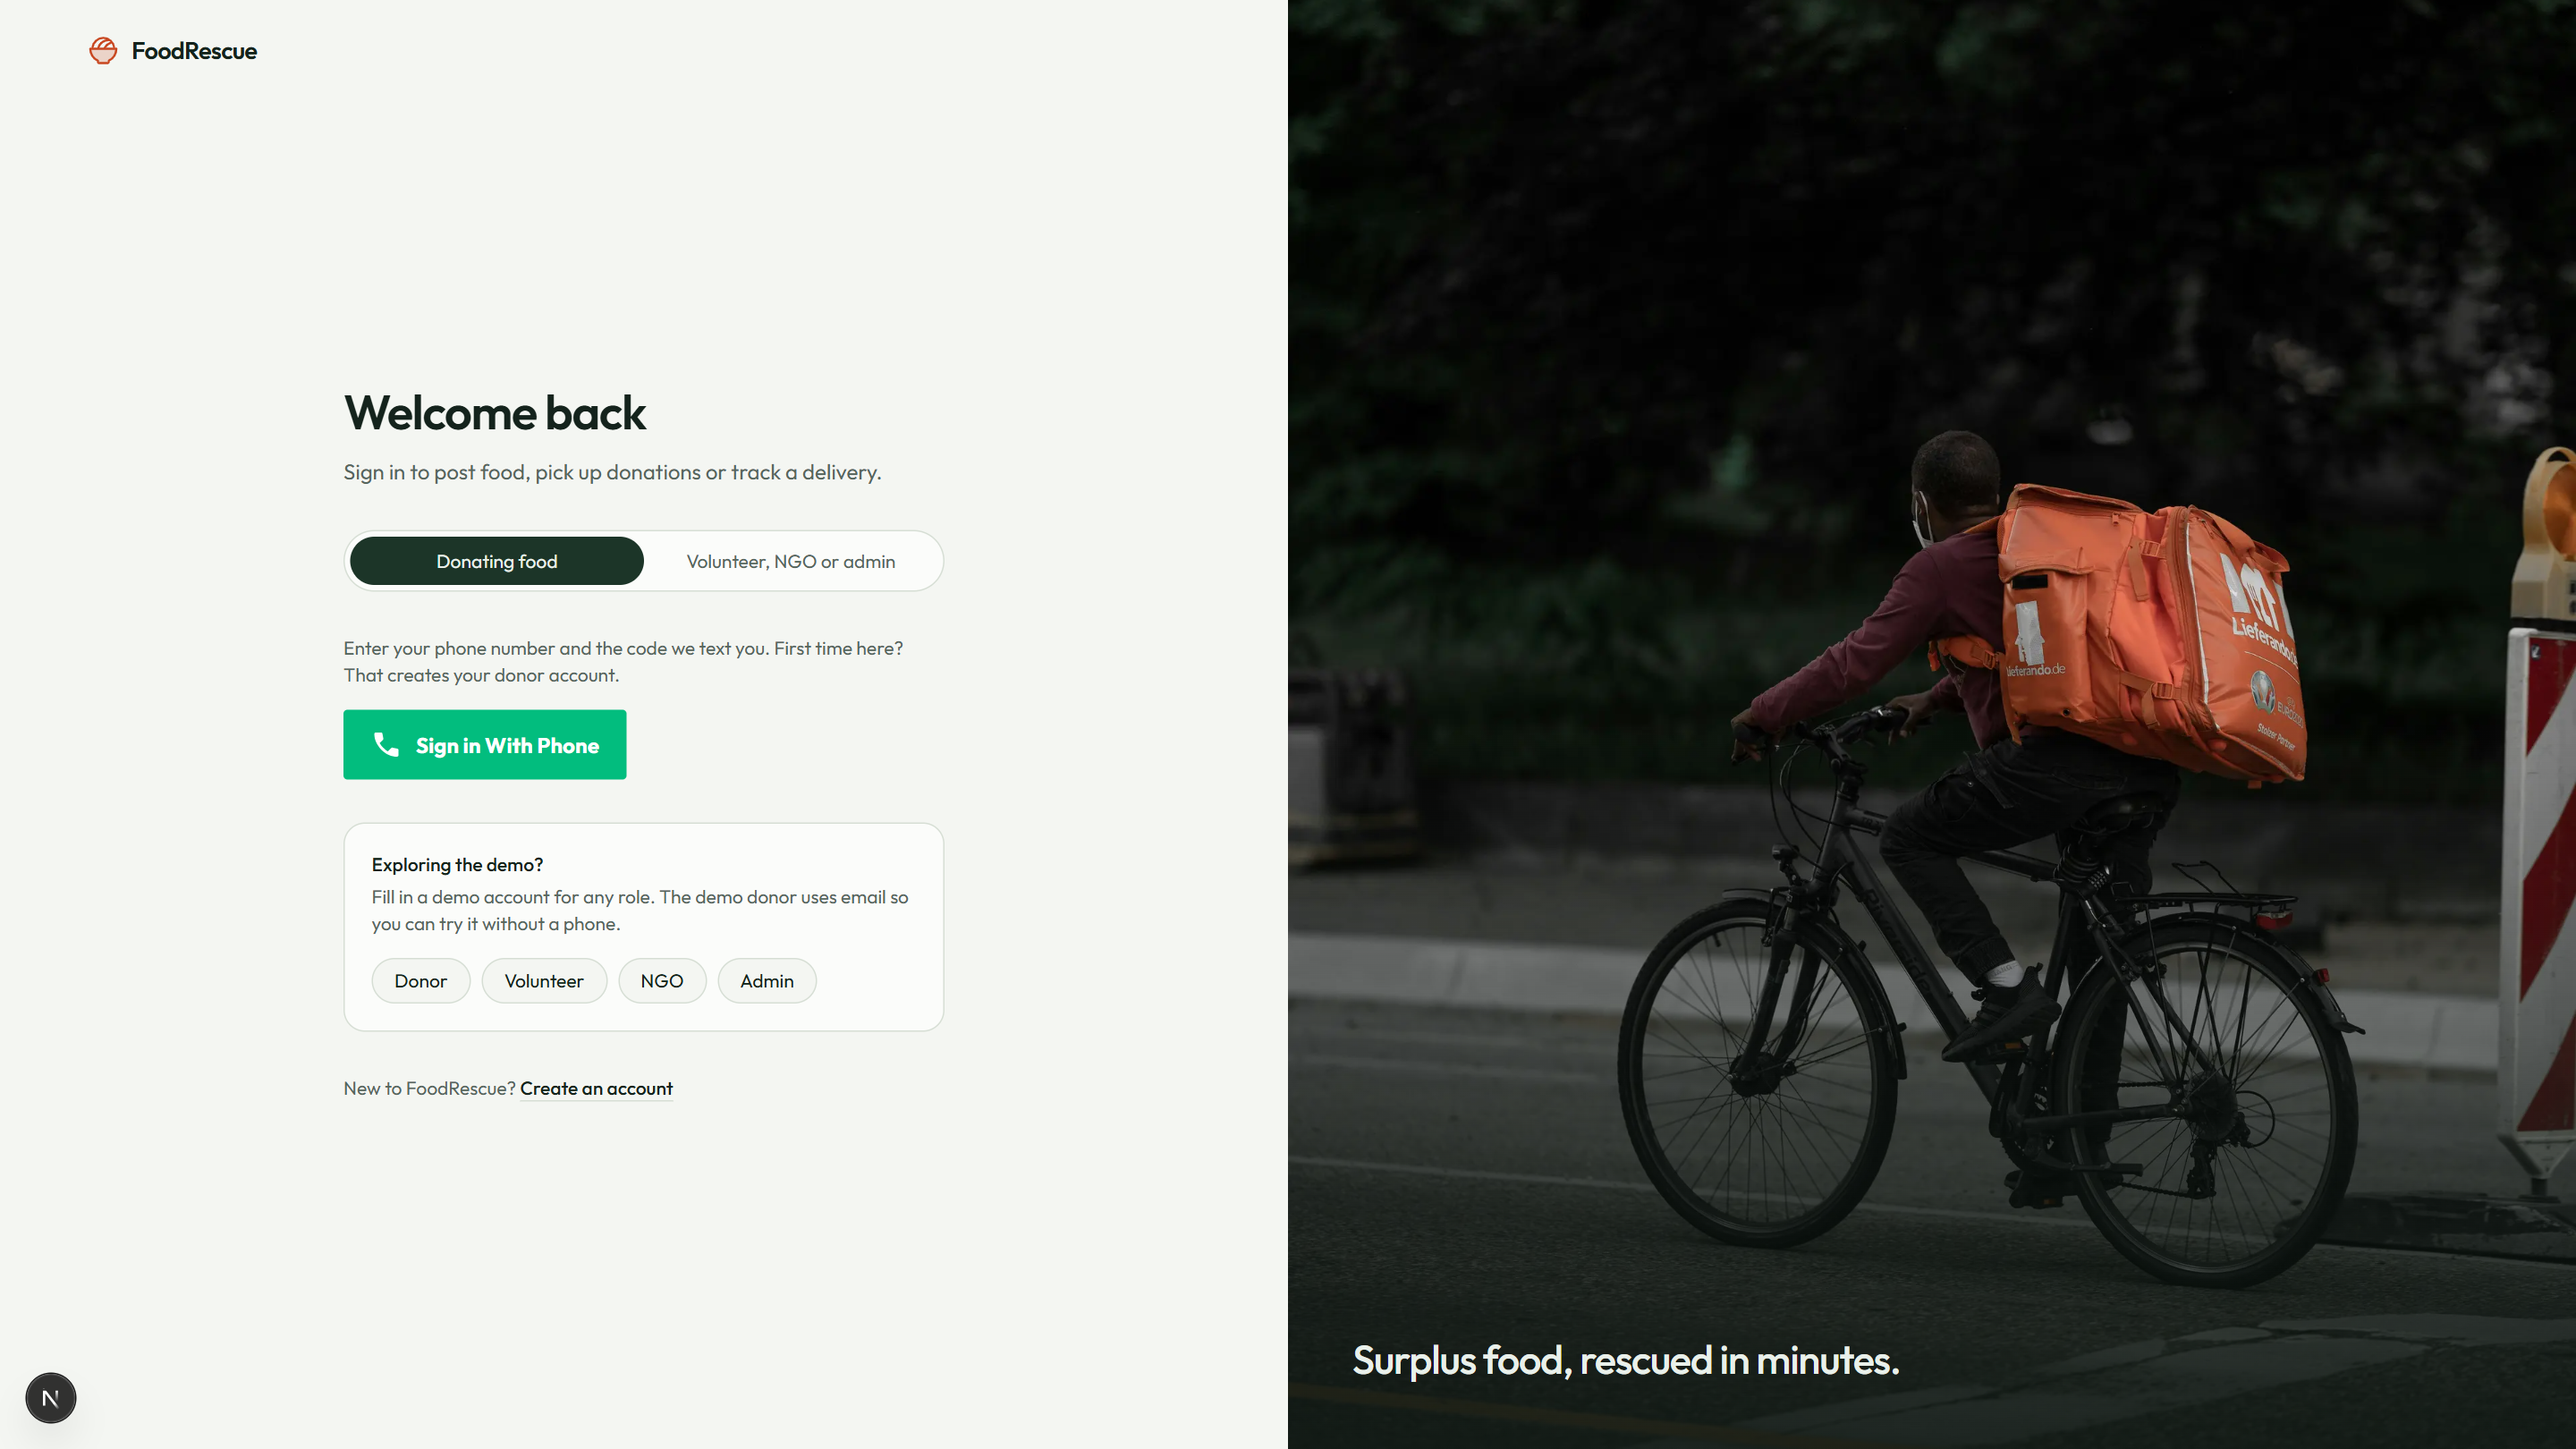 FoodRescue
Welcome back
Sign in to post food, pick up donations or track a delivery.
Donating food
Volunteer, NGO or admin
Enter your phone number and the code we text you. First time here?
That creates your donor account.
Sign in With Phone
Exploring the demo?
Fill in a demo account for any role. The demo donor uses email so
you can try it without a phone.
Donor
Volunteer
NGO
Admin
New to FoodRescue? Create an account
N
Lieferando.de
Lieferando
Stolzer Partner
Surplus food, rescued in minutes.